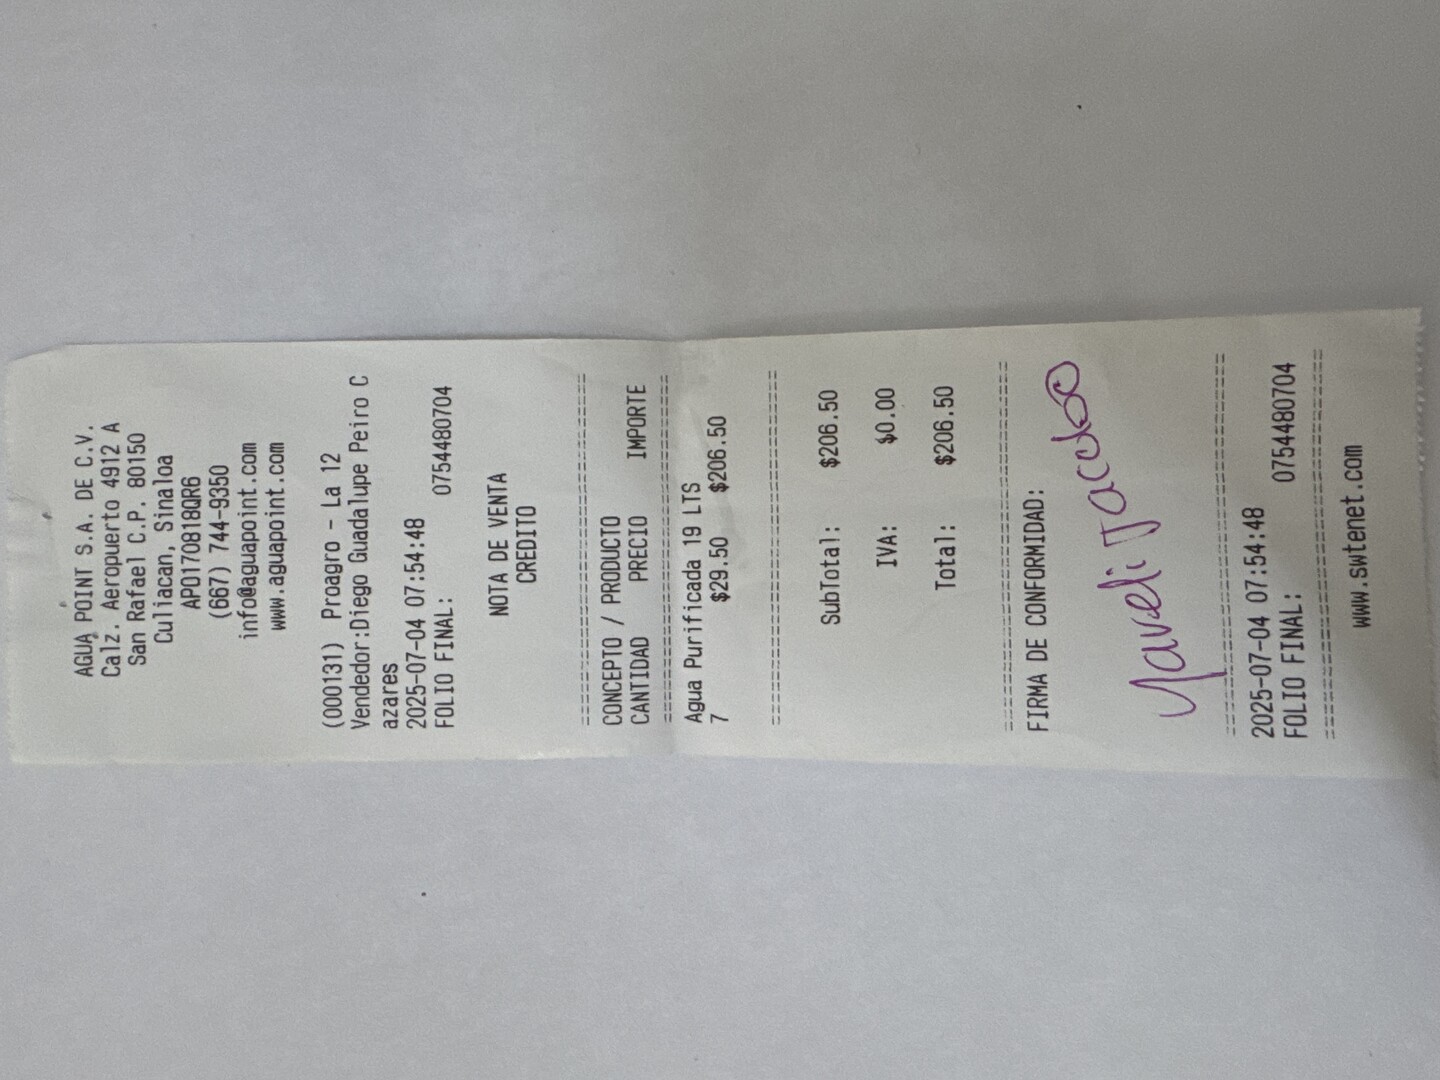 AGUA POINT S.A. DE C.V.
Calz. Aeropuerto 4912 A
San Rafael C.P. 80150
Culiacan, Sinaloa
APO170818QR6
(667) 744-9350
info@aguapoint.com
www.aguapoint.com
(000131) Proagro - La 12
Vendedor:Diego Guadalupe Peiro C
azares
2025-07-04 07:54:48
FOLIO FINAL: 0754480704
NOTA DE VENTA
CREDITO
================================
CONCEPTO / PRODUCTO
CANTIDAD PRECIO IMPORTE
================================
Agua Purificada 19 LTS
7 $29.50 $206.50
================================
SubTotal: $206.50
IVA: $0.00
Total: $206.50
================================
FIRMA DE CONFORMIDAD:
Yaveli
================================
2025-07-04 07:54:48
FOLIO FINAL: 0754480704
================================
www.swtenet.com